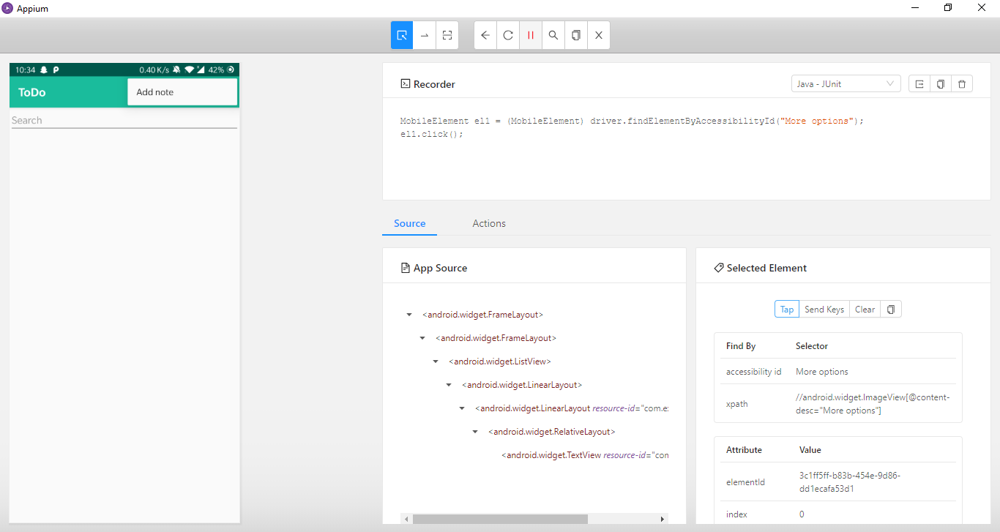 Appium
10:34
0.40 K/s
42%
ToDo
Add note
Search
Recorder
Java - JUnit
MobileElement el1 = (MobileElement) driver.findElementByAccessibilityId("More options");
el1.click();
Source
Actions
App Source
<android.widget.FrameLayout>
<android.widget.FrameLayout>
<android.widget.ListView>
<android.widget.LinearLayout>
<android.widget.LinearLayout resource-id="com.e:
<android.widget.RelativeLayout>
<android.widget.TextView resource-id="con
Selected Element
Tap
Send Keys
Clear
Find By Selector
accessibility id More options
xpath //android.widget.ImageView[@content-
desc="More options"]
Attribute Value
elementId 3c1ff5ff-b83b-454e-9d86-
dd1ecafa53d1
index 0